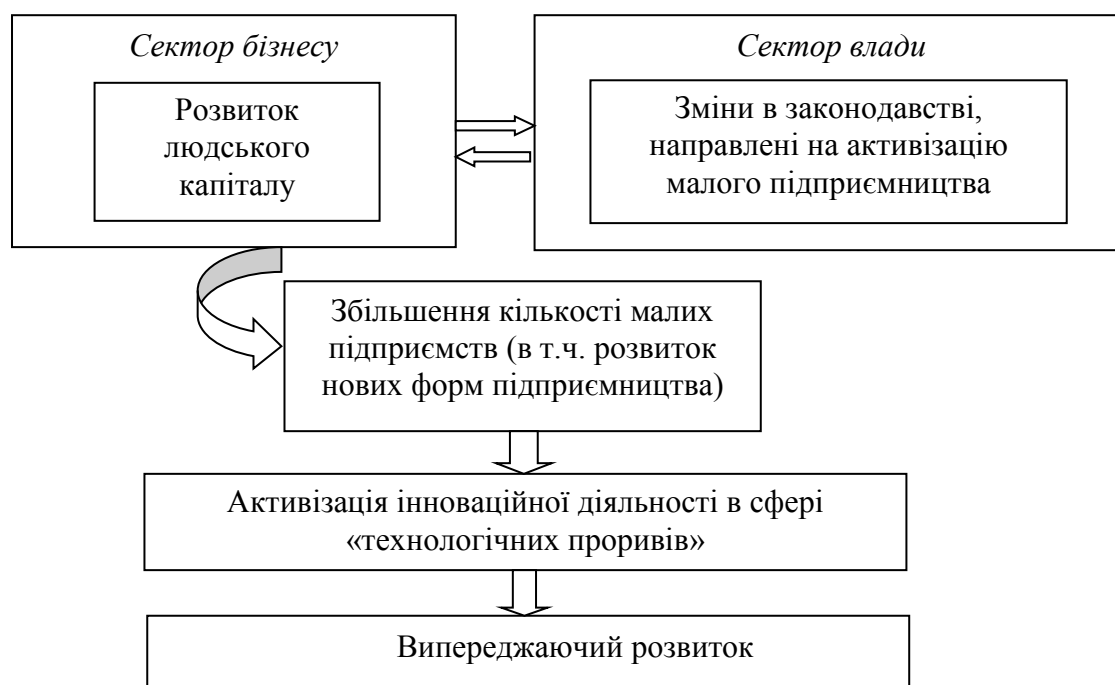 Сектор бізнесу
Розвиток
людського
капіталу
Сектор влади
Зміни в законодавстві,
направлені на активізацію
малого підприємництва
Збільшення кількості малих
підприємств (в т.ч. розвиток
нових форм підприємництва)
Активізація інноваційної діяльності в сфері
«технологічних проривів»
Випереджаючий розвиток